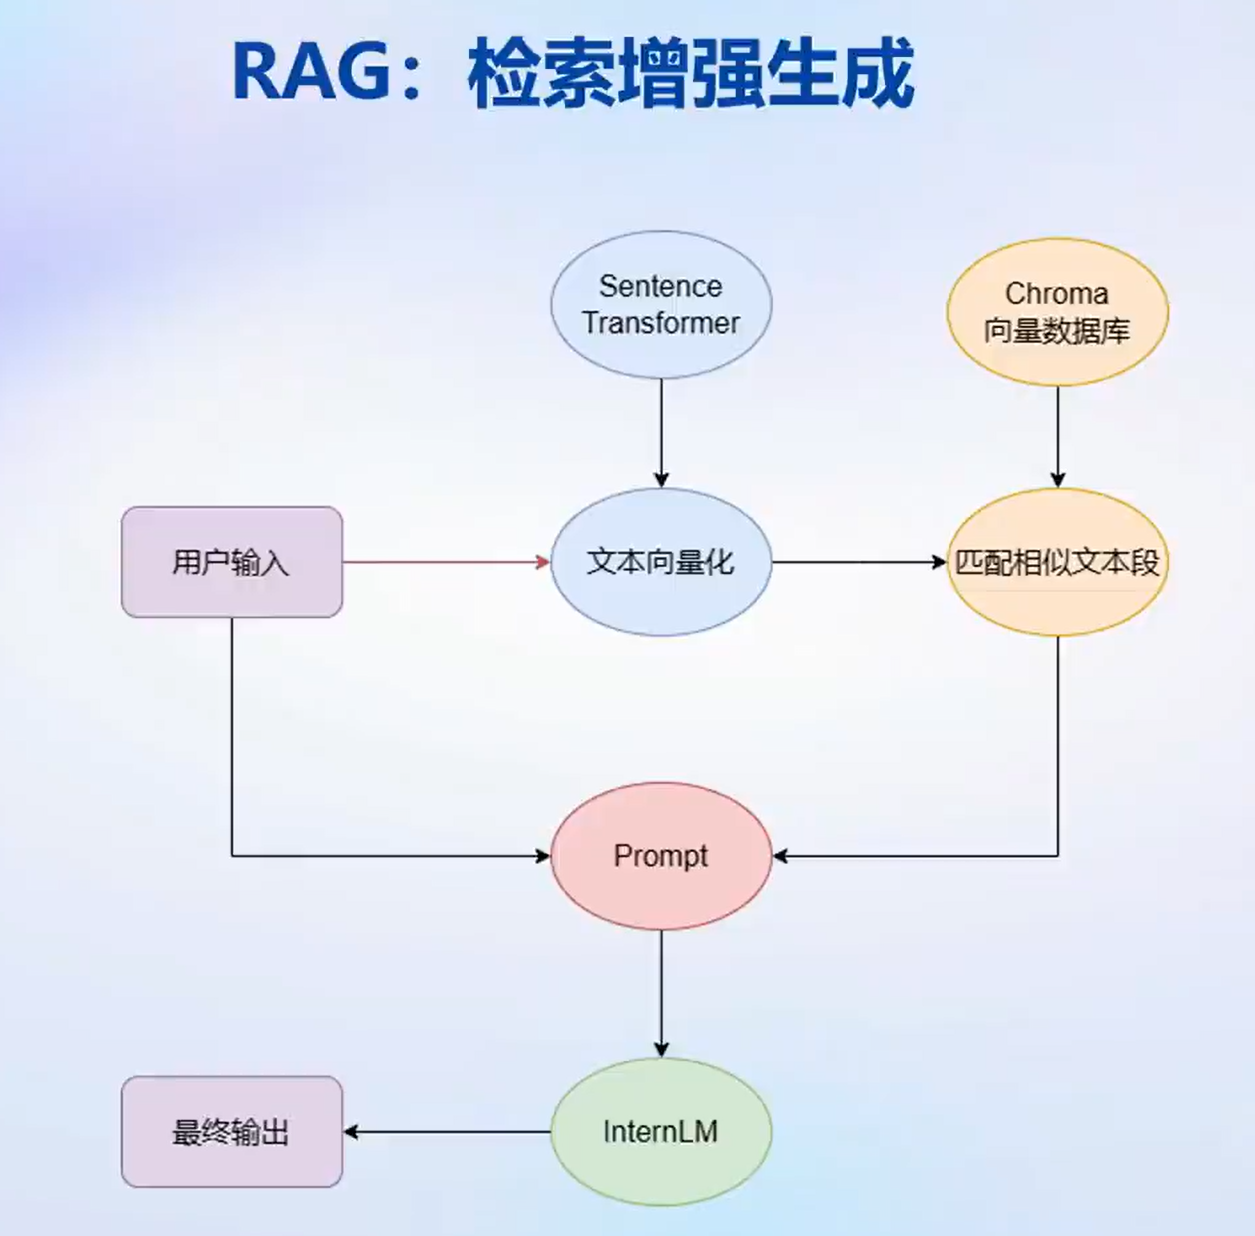 RAG：检索增强生成
Sentence
Transformer
Chroma
向量数据库
用户输入
文本向量化
匹配相似文本段
Prompt
最终输出
InternLM